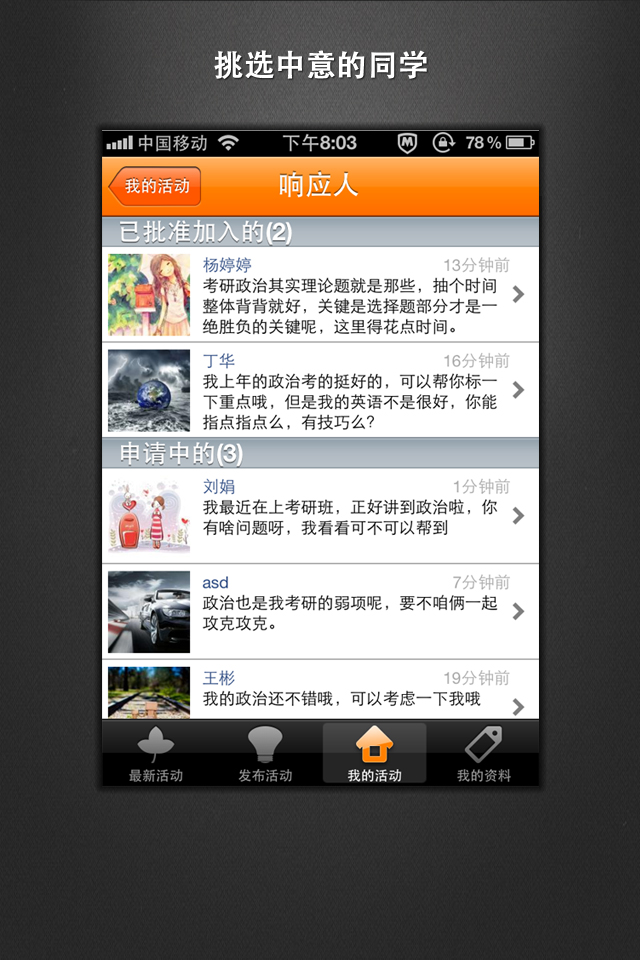 挑选中意的同学
中国移动 下午8:03 78%
我的活动 响应人
已批准加入的(2)
杨婷婷 13分钟前
考研政治其实理论题就是那些，抽个时间
整体背背就好，关键是选择题部分才是一
绝胜负的关键呢，这里得花点时间。
丁华 16分钟前
我上年的政治考的挺好的，可以帮你标一
下重点哦，但是我的英语不是很好，你能
指点指点么，有技巧么?
申请中的(3)
刘娟 1分钟前
我最近在上考研班，正好讲到政治啦，你
有啥问题呀，我看看可不可以帮到
asd 7分钟前
政治也是我考研的弱项呢，要不咱俩一起
攻克攻克。
王彬 19分钟前
我的政治还不错哦，可以考虑一下我哦
最新活动 发布活动 我的活动 我的资料